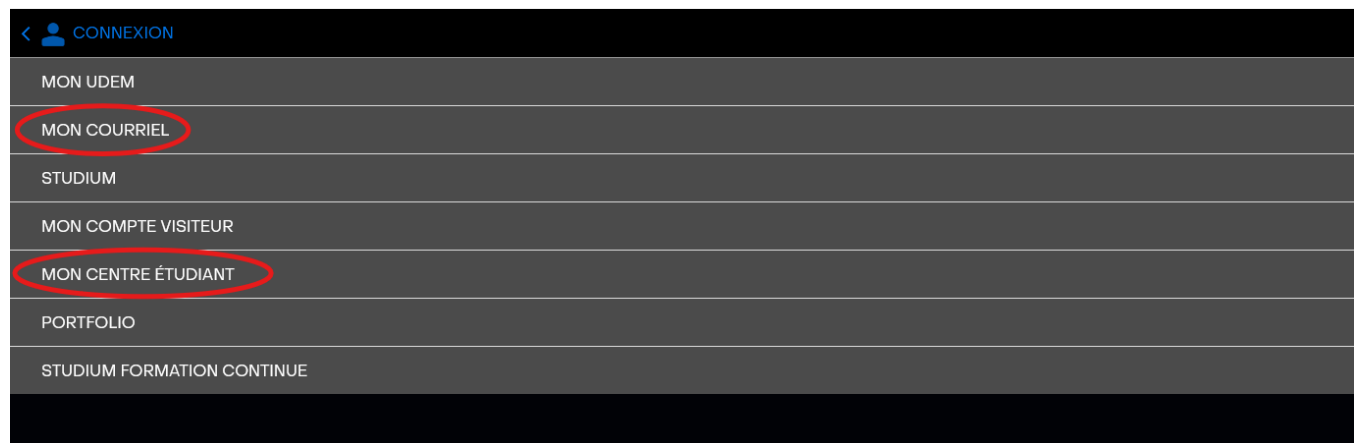 CONNEXION
MON UDEM
MON COURRIEL
STUDIUM
MON COMPTE VISITEUR
MON CENTRE ÉTUDIANT
PORTFOLIO
STUDIUM FORMATION CONTINUE